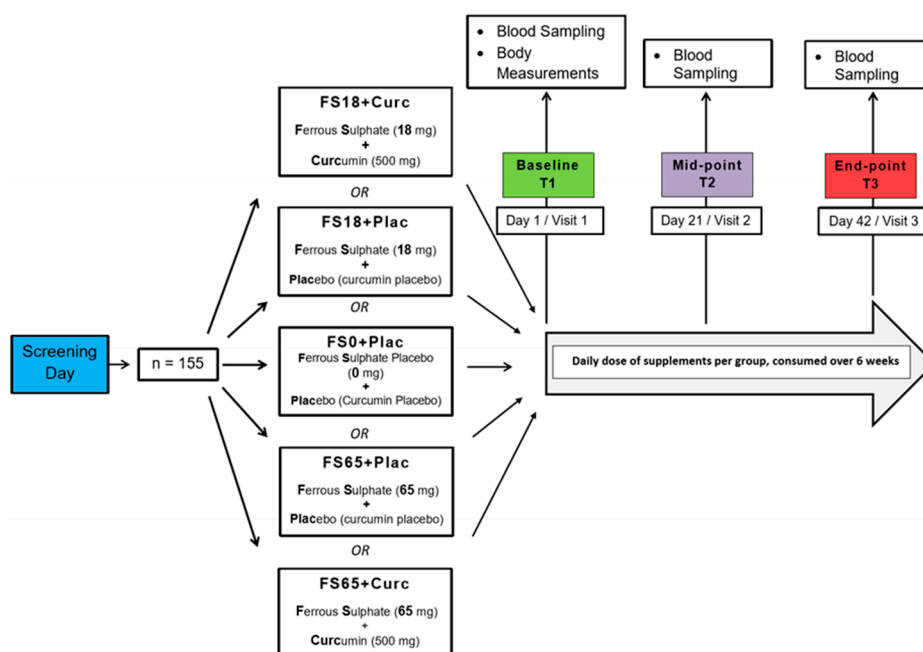 Screening
Day
n = 155
FS18+Curc
Ferrous Sulphate (18 mg)
+
Curcumin (500 mg)
OR
FS18+Plac
Ferrous Sulphate (18 mg)
+
Placebo (curcumin placebo)
OR
FS0+Plac
Ferrous Sulphate Placebo
(0 mg)
+
Placebo (Curcumin Placebo)
OR
FS65+Plac
Ferrous Sulphate (65 mg)
+
Placebo (curcumin placebo)
OR
FS65+Curc
Ferrous Sulphate (65 mg)
+
Curcumin (500 mg)
• Blood Sampling
• Body
Measurements
Baseline
T1
Day 1 / Visit 1
• Blood
Sampling
Mid-point
T2
Day 21 / Visit 2
• Blood
Sampling
End-point
T3
Day 42 / Visit 3
Daily dose of supplements per group, consumed over 6 weeks